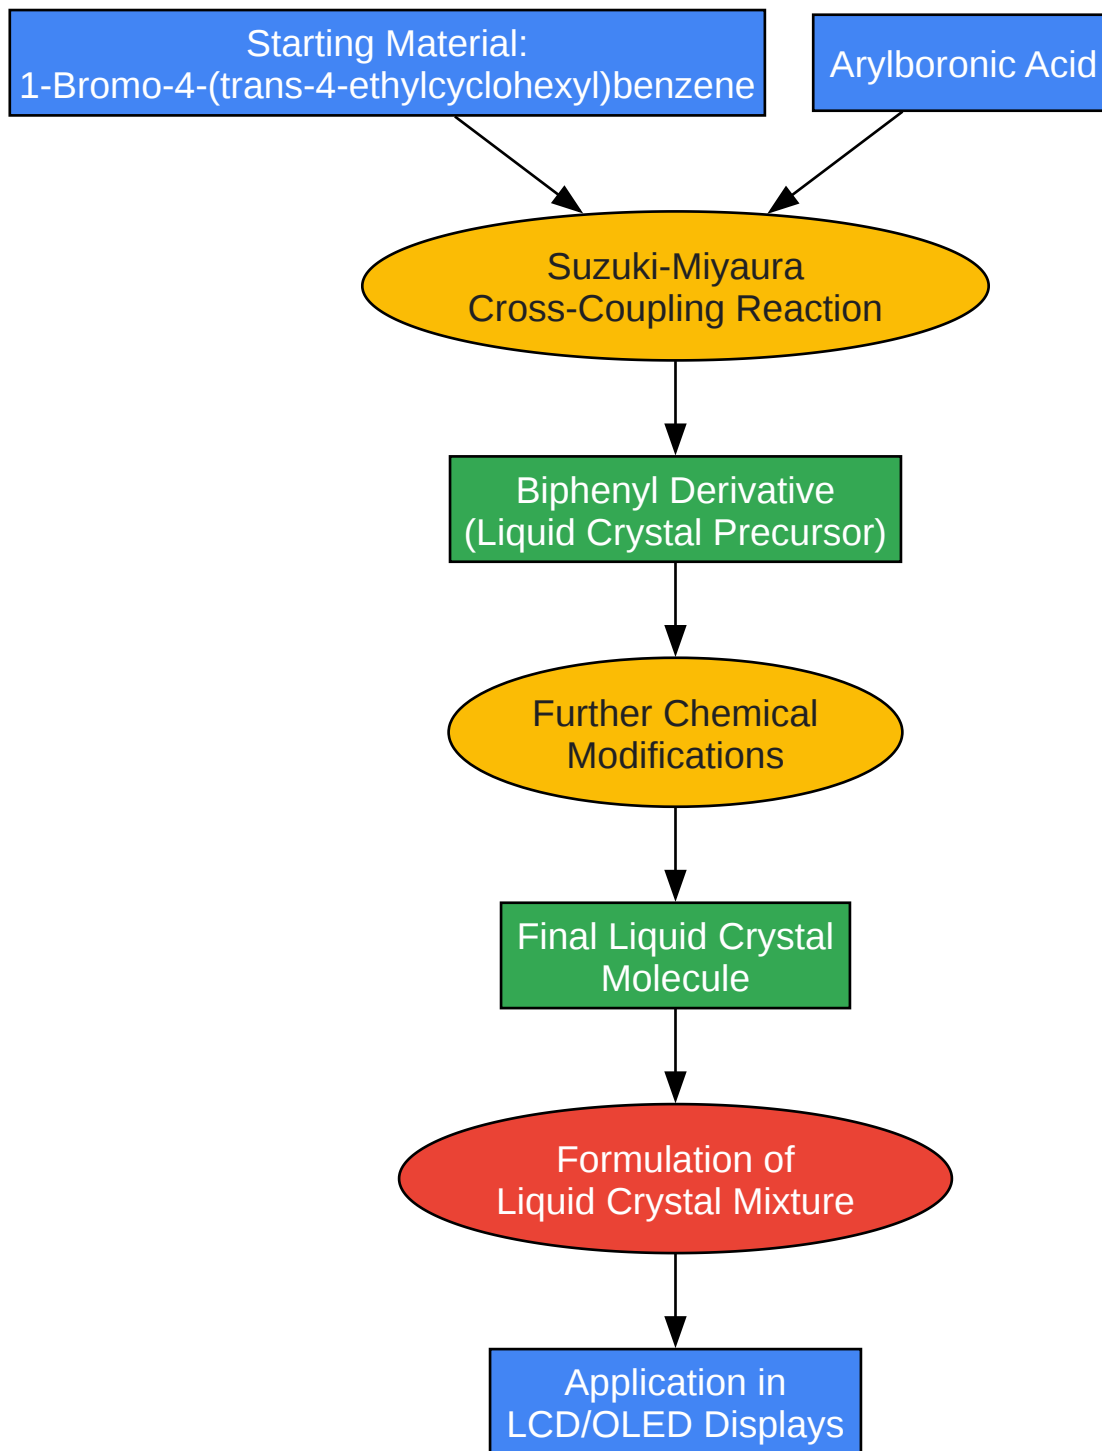 Starting Material:
1-Bromo-4-(trans-4-ethylcyclohexyl)benzene
Arylboronic Acid
Suzuki-Miyaura
Cross-Coupling Reaction
Biphenyl Derivative
(Liquid Crystal Precursor)
Further Chemical
Modifications
Final Liquid Crystal
Molecule
Formulation of
Liquid Crystal Mixture
Application in
LCD/OLED Displays